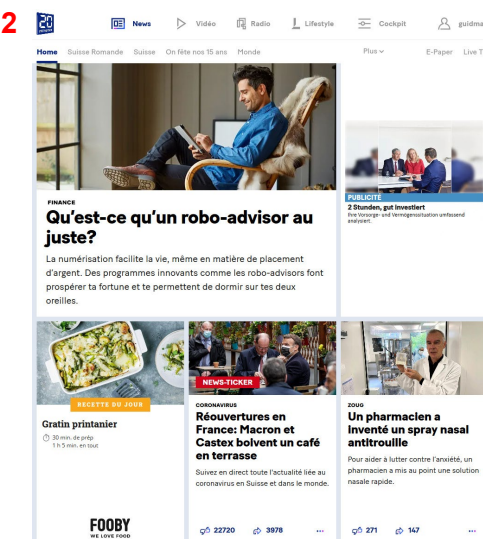 2
20
minutes
News
Vidéo
Radio
Lifestyle
Cockpit
guidma
Home
Suisse Romande
Suisse
On fête nos 15 ans
Monde
Plus
E-Paper
Live T
FINANCE
Qu'est-ce qu'un robo-advisor au
juste?
La numérisation facilite la vie, même en matière de placement
d'argent. Des programmes innovants comme les robo-advisors font
prospérer ta fortune et te permettent de dormir sur tes deux
oreilles.
PUBLICITÉ
2 Stunden, gut investiert
Ihre Vorsorge- und Vermögenssituation umfassend
analysiert.
RECETTE DU JOUR
Gratin printanier
30 min. de prép
1 h 5 min. en tout
FOOBY
WE LOVE FOOD
NEWS-TICKER
CORONAVIRUS
Réouvertures en
France: Macron et
Castex boivent un café
en terrasse
Suivez en direct toute l'actualité liée au
coronavirus en Suisse et dans le monde.
22720
3978
ZOUG
Un pharmacien a
inventé un spray nasal
antitrouille
Pour aider à lutter contre l'anxiété, un
pharmacien a mis au point une solution
nasale rapide.
271
147